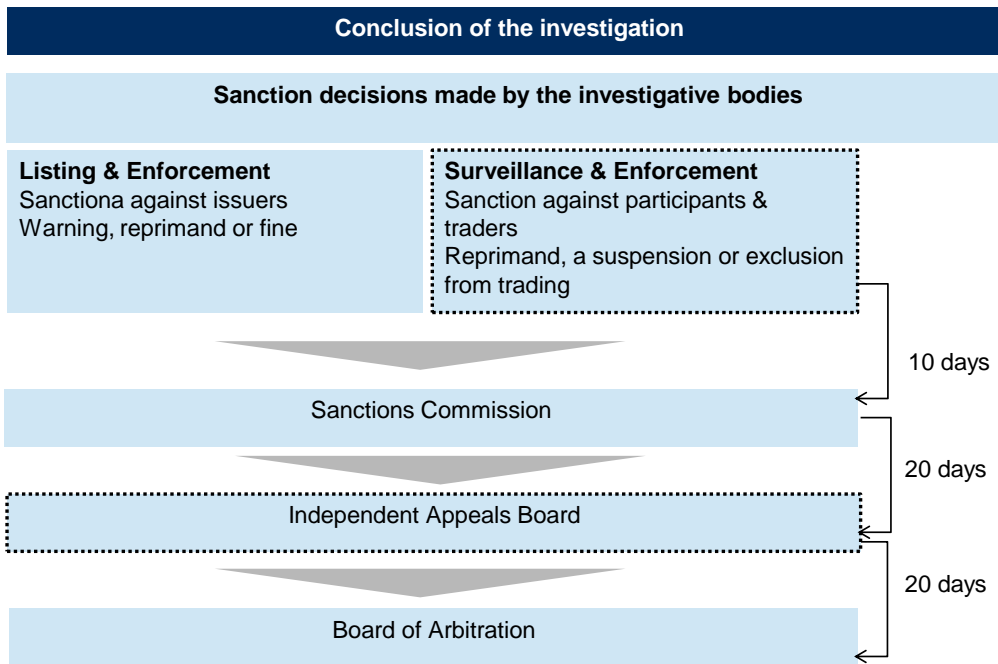 Conclusion of the investigation
Sanction decisions made by the investigative bodies
Listing & Enforcement
Sanctiona against issuers
Warning, reprimand or fine
Surveillance & Enforcement
Sanction against participants &
traders
Reprimand, a suspension or exclusion
from trading
10 days
Sanctions Commission
20 days
Independent Appeals Board
20 days
Board of Arbitration